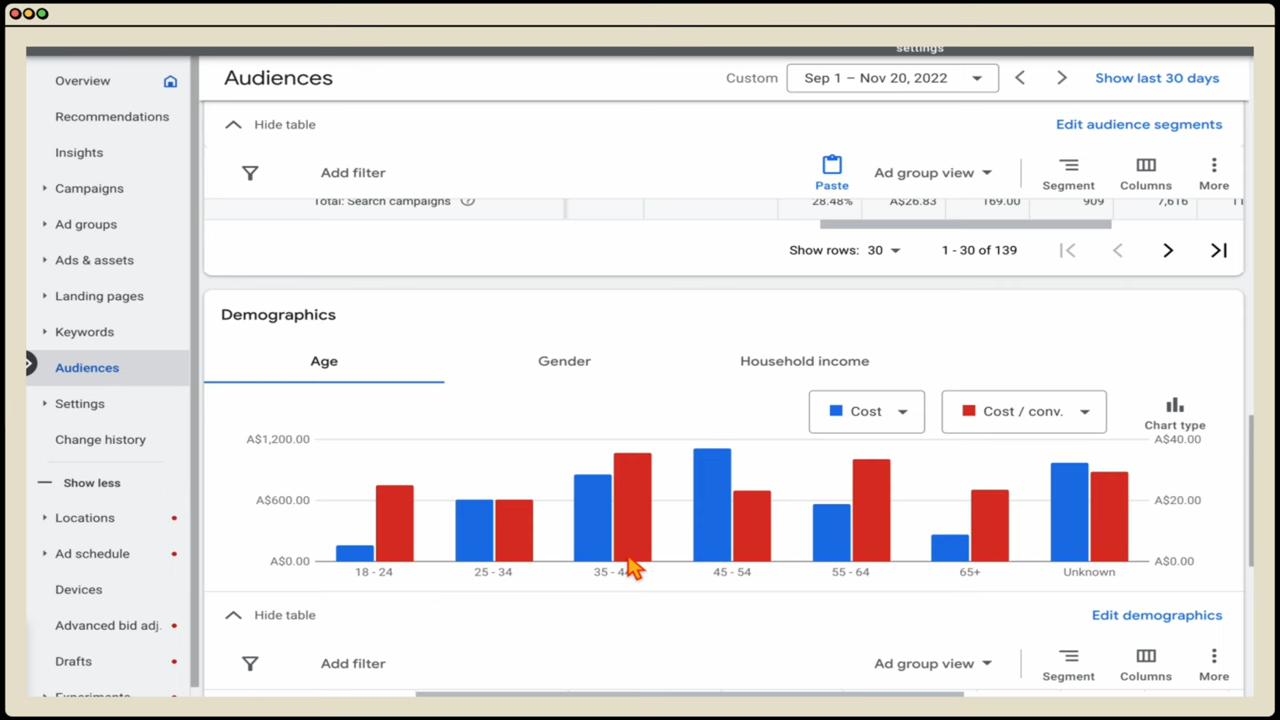 settings
Overview
Recommendations
Insights
Campaigns
Ad groups
Ads & assets
Landing pages
Keywords
Audiences
Settings
Change history
Show less
Locations
Ad schedule
Devices
Advanced bid adj.
Drafts
Experiments
Audiences
Custom Sep 1 – Nov 20, 2022 Show last 30 days
Hide table Edit audience segments
Add filter Paste Ad group view Segment Columns More
Total: Search campaigns 28.48% A$26.83 169.00 909 7,616
Show rows: 30 1 - 30 of 139
Demographics
Age Gender Household income
Cost Cost / conv. Chart type
A$1,200.00 A$40.00
A$600.00 A$20.00
A$0.00 A$0.00
18 - 24 25 - 34 35 - 44 45 - 54 55 - 64 65+ Unknown
Hide table Edit demographics
Add filter Ad group view Segment Columns More